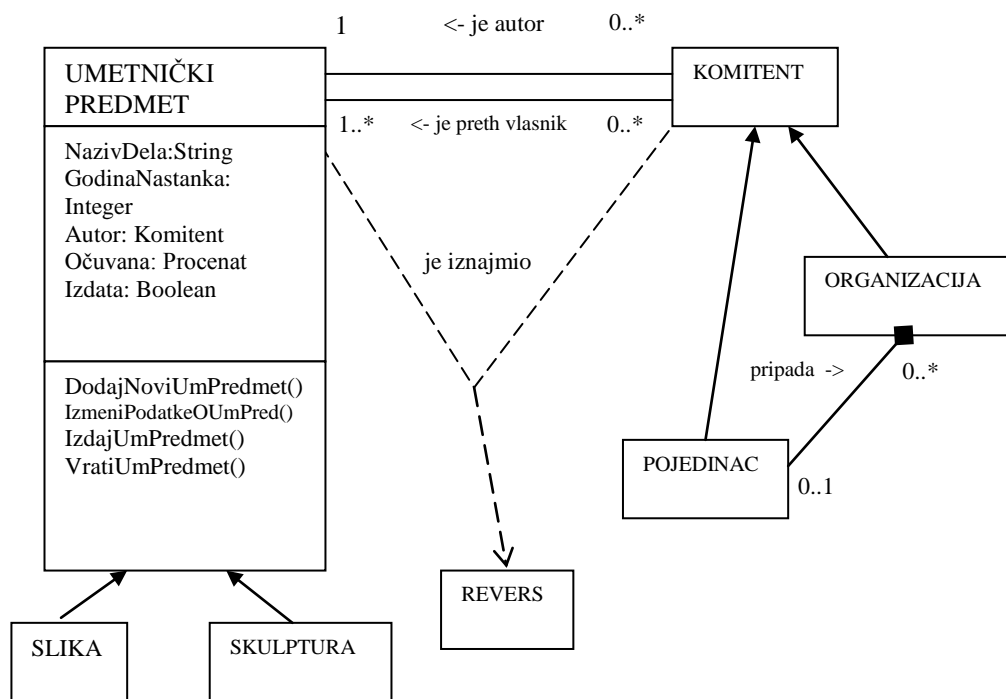 1 <- je autor 0..*
UMETNIČKI
PREDMET
KOMITENT
1..* <- je preth vlasnik 0..*
NazivDela:String
GodinaNastanka:
Integer
Autor: Komitent
Očuvana: Procenat
Izdata: Boolean
je iznajmio
ORGANIZACIJA
pripada -> 0..*
DodajNoviUmPredmet()
IzmeniPodatkeOUmPred()
IzdajUmPredmet()
VratiUmPredmet()
POJEDINAC
0..1
REVERS
SLIKA
SKULPTURA